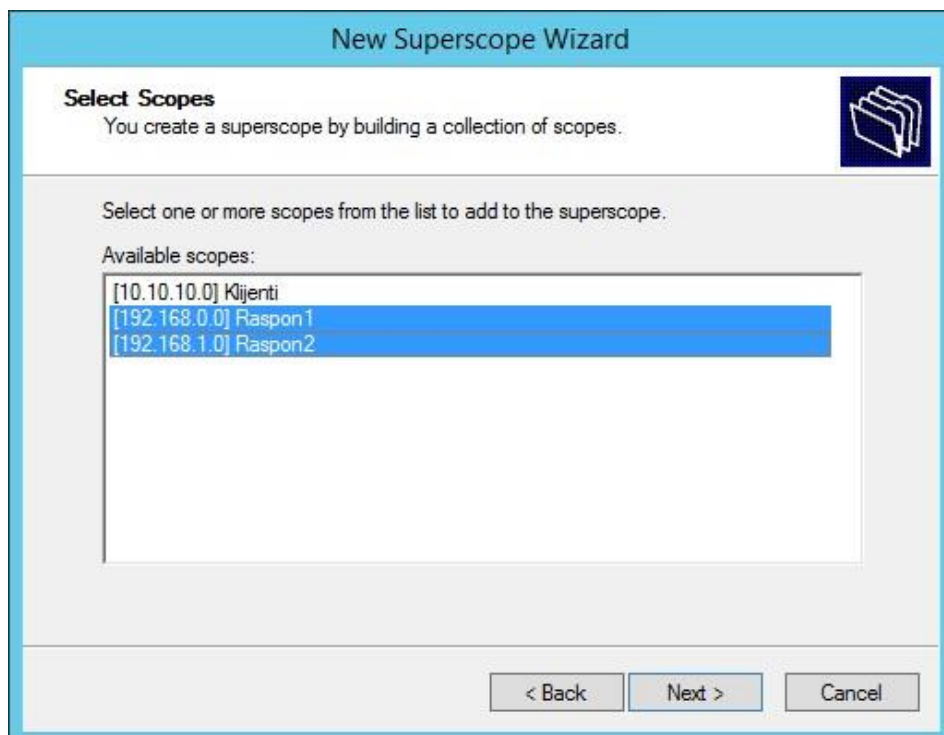 New Superscope Wizard
Select Scopes
You create a superscope by building a collection of scopes.
Select one or more scopes from the list to add to the superscope.
Available scopes:
[10.10.10.0] Klijenti
[192.168.0.0] Raspon1
[192.168.1.0] Raspon2
< Back Next > Cancel